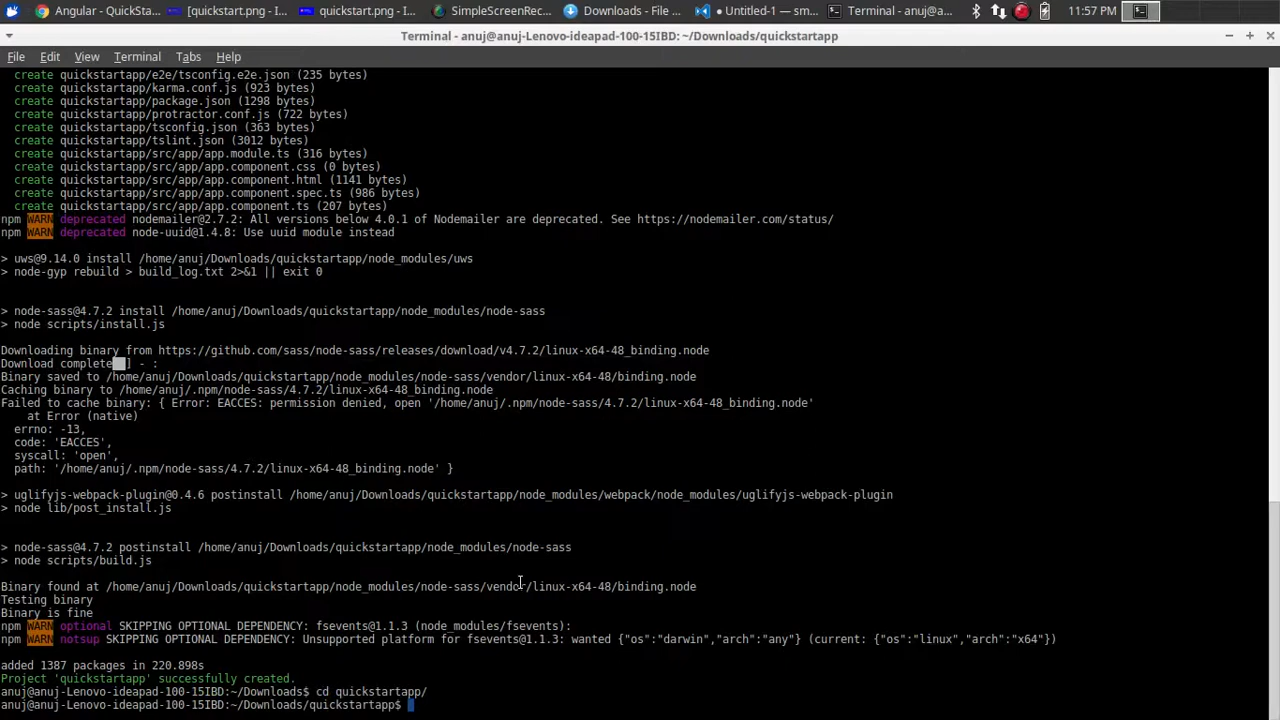 Angular - QuickSta...
[quickstart.png - I...
quickstart.png - I...
SimpleScreenRec...
Downloads - File ...
● Untitled-1 — sm...
Terminal — anuj@a...
11:57 PM
Terminal - anuj@anuj-Lenovo-ideapad-100-15IBD: ~/Downloads/quickstartapp
File Edit View Terminal Tabs Help
create quickstartapp/e2e/tsconfig.e2e.json (235 bytes)
create quickstartapp/karma.conf.js (923 bytes)
create quickstartapp/package.json (1298 bytes)
create quickstartapp/protractor.conf.js (722 bytes)
create quickstartapp/tsconfig.json (363 bytes)
create quickstartapp/tslint.json (3012 bytes)
create quickstartapp/src/app/app.module.ts (316 bytes)
create quickstartapp/src/app/app.component.css (0 bytes)
create quickstartapp/src/app/app.component.html (1141 bytes)
create quickstartapp/src/app/app.component.spec.ts (986 bytes)
create quickstartapp/src/app/app.component.ts (207 bytes)
npm WARN deprecated nodemailer@2.7.2: All versions below 4.0.1 of Nodemailer are deprecated. See https://nodemailer.com/status/
npm WARN deprecated node-uuid@1.4.8: Use uuid module instead
> uws@9.14.0 install /home/anuj/Downloads/quickstartapp/node_modules/uws
> node-gyp rebuild > build_log.txt 2>&1 || exit 0
> node-sass@4.7.2 install /home/anuj/Downloads/quickstartapp/node_modules/node-sass
> node scripts/install.js
Downloading binary from https://github.com/sass/node-sass/releases/download/v4.7.2/linux-x64-48_binding.node
Download complete ] - :
Binary saved to /home/anuj/Downloads/quickstartapp/node_modules/node-sass/vendor/linux-x64-48/binding.node
Caching binary to /home/anuj/.npm/node-sass/4.7.2/linux-x64-48_binding.node
Failed to cache binary: { Error: EACCES: permission denied, open '/home/anuj/.npm/node-sass/4.7.2/linux-x64-48_binding.node'
at Error (native)
errno: -13,
code: 'EACCES',
syscall: 'open',
path: '/home/anuj/.npm/node-sass/4.7.2/linux-x64-48_binding.node' }
> uglifyjs-webpack-plugin@0.4.6 postinstall /home/anuj/Downloads/quickstartapp/node_modules/webpack/node_modules/uglifyjs-webpack-plugin
> node lib/post_install.js
> node-sass@4.7.2 postinstall /home/anuj/Downloads/quickstartapp/node_modules/node-sass
> node scripts/build.js
Binary found at /home/anuj/Downloads/quickstartapp/node_modules/node-sass/vendor/linux-x64-48/binding.node
Testing binary
Binary is fine
npm WARN optional SKIPPING OPTIONAL DEPENDENCY: fsevents@1.1.3 (node_modules/fsevents):
npm WARN notsup SKIPPING OPTIONAL DEPENDENCY: Unsupported platform for fsevents@1.1.3: wanted {"os":"darwin","arch":"any"} (current: {"os":"linux","arch":"x64"})
added 1387 packages in 220.898s
Project 'quickstartapp' successfully created.
anuj@anuj-Lenovo-ideapad-100-15IBD:~/Downloads$ cd quickstartapp/
anuj@anuj-Lenovo-ideapad-100-15IBD:~/Downloads/quickstartapp$